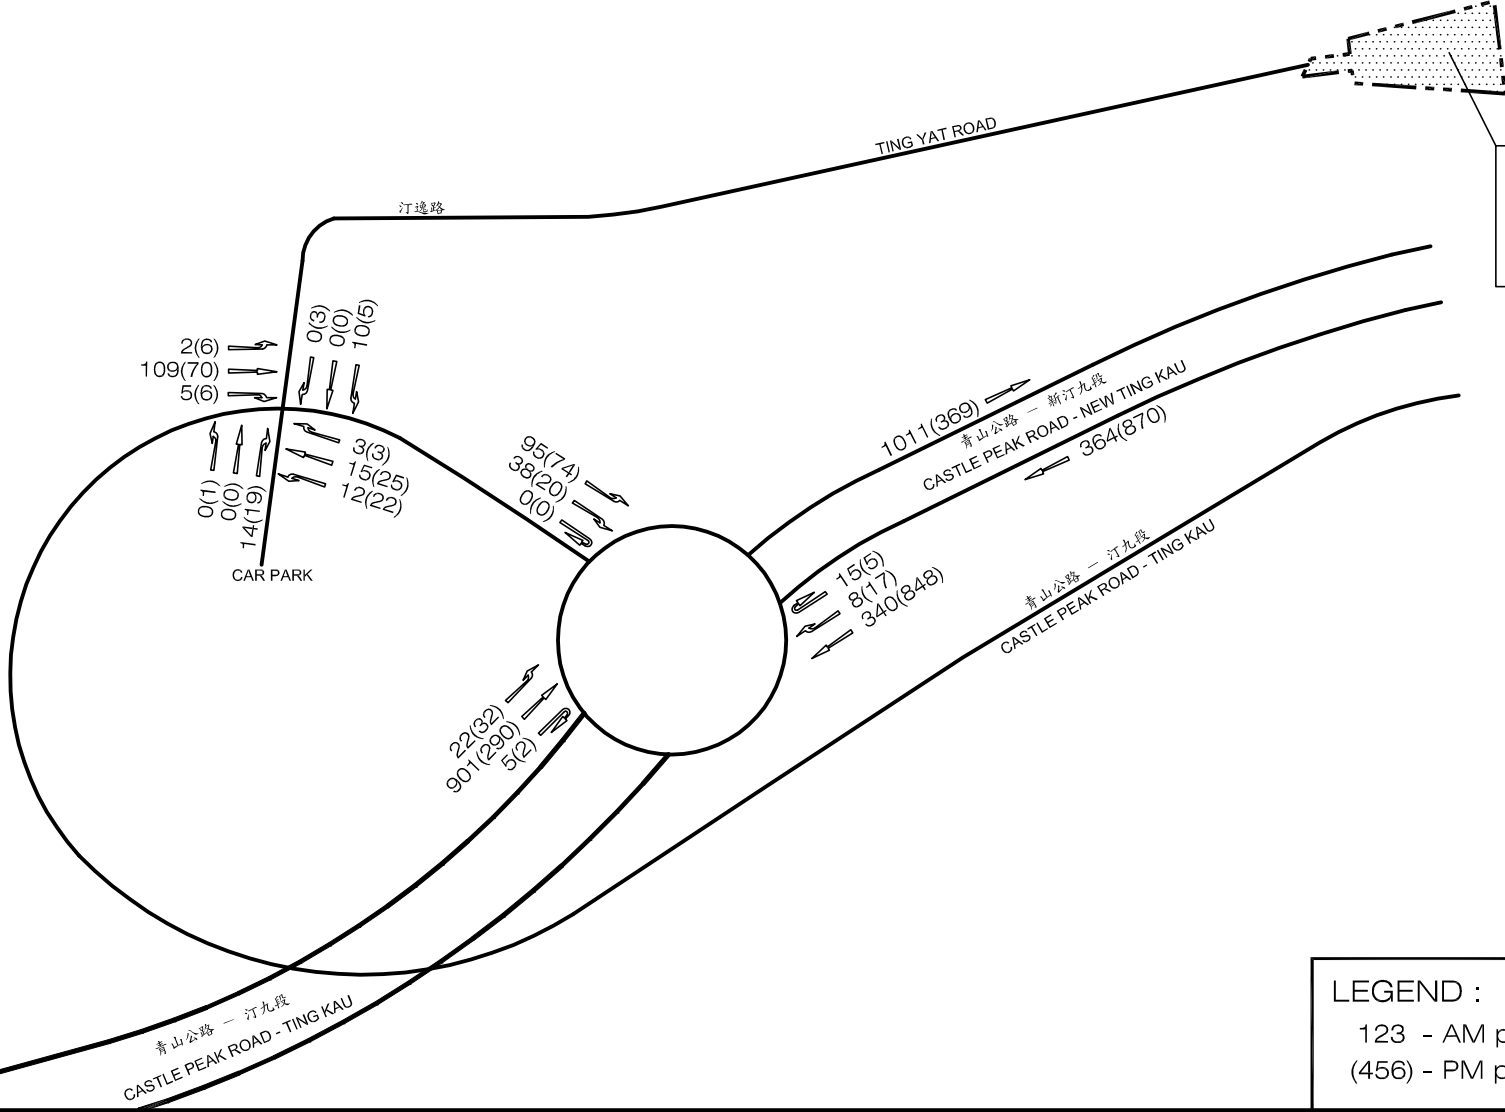 TING YAT ROAD
汀逸路
0(3)
0(0)
10(5)
2(6)
109(70)
5(6)
3(3)
15(25)
12(22)
0(1)
0(0)
14(19)
CAR PARK
95(74)
38(20)
0(0)
1011(369)
青山公路 － 新汀九段
CASTLE PEAK ROAD - NEW TING KAU
364(870)
15(5)
8(17)
340(848)
青山公路 － 汀九段
CASTLE PEAK ROAD - TING KAU
22(32)
901(290)
5(2)
青山公路 － 汀九段
CASTLE PEAK ROAD - TING KAU
LEGEND :
123 - AM p
(456) - PM p